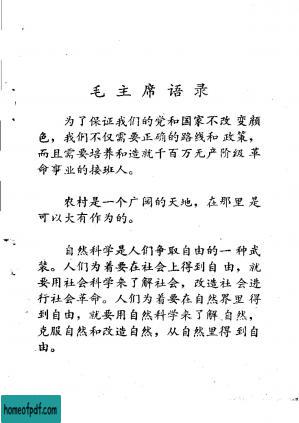 毛主席语录
为了保证我们的党和国家不改变颜
色，我们不仅需要正确的路线和政策，
而且需要培养和造就千百万无产阶级革
命事业的接班人。
农村是一个广阔的天地，在那里是
可以大有作为的。
自然科学是人们争取自由的一种武
装。人们为着要在社会上得到自由，就
要用社会科学来了解社会，改造社会进
行社会革命。人们为着要在自然界里得
到自由，就要用自然科学来了解自然，
克服自然和改造自然，从自然里得到自
由。
homeofpdf.com